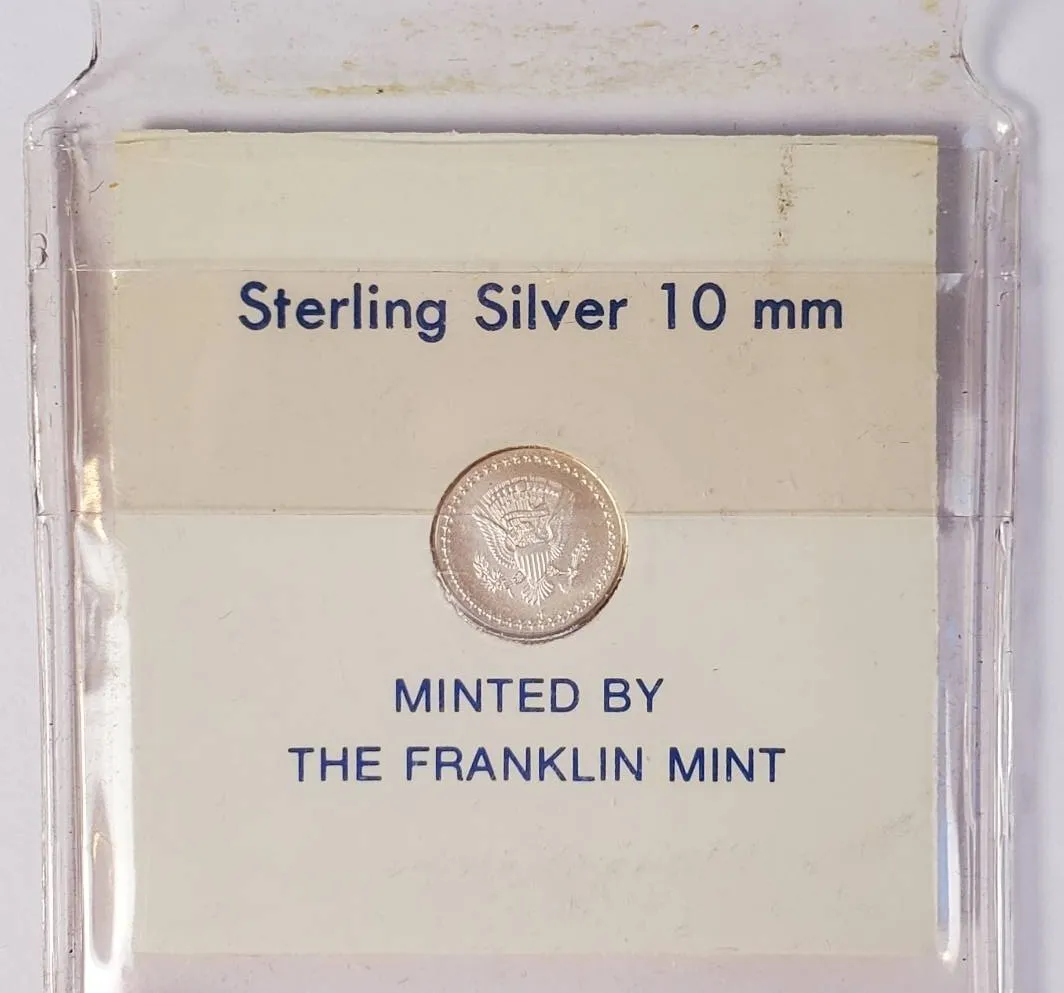 Sterling Silver 10 mm
MINTED BY
THE FRANKLIN MINT